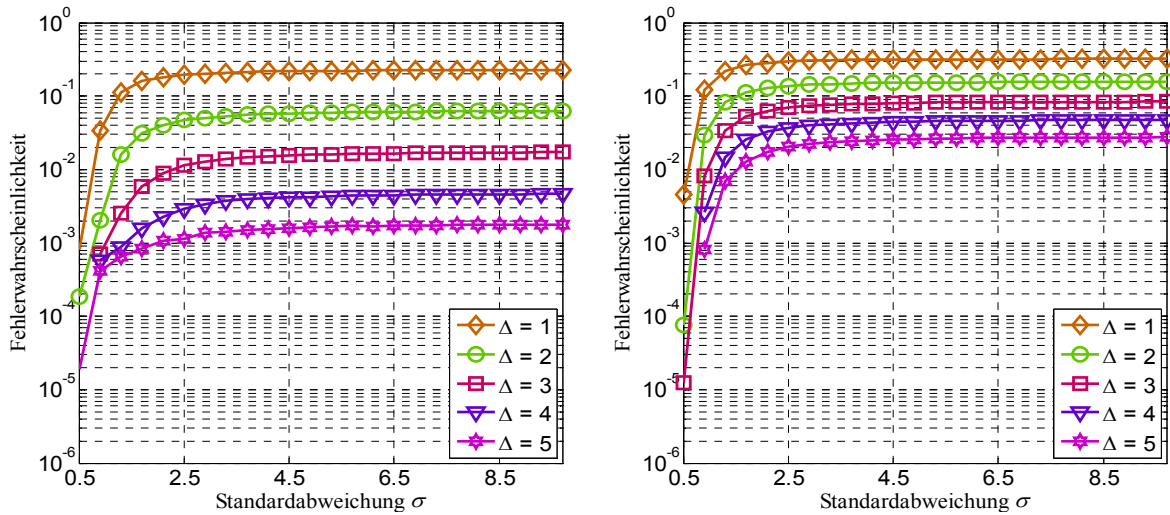 Fehlerwahrscheinlichkeit
10^0
10^-1
10^-2
10^-3
10^-4
10^-5
10^-6
0.5 2.5 4.5 6.5 8.5
Standardabweichung σ
Δ = 1
Δ = 2
Δ = 3
Δ = 4
Δ = 5
Fehlerwahrscheinlichkeit
10^0
10^-1
10^-2
10^-3
10^-4
10^-5
10^-6
0.5 2.5 4.5 6.5 8.5
Standardabweichung σ
Δ = 1
Δ = 2
Δ = 3
Δ = 4
Δ = 5